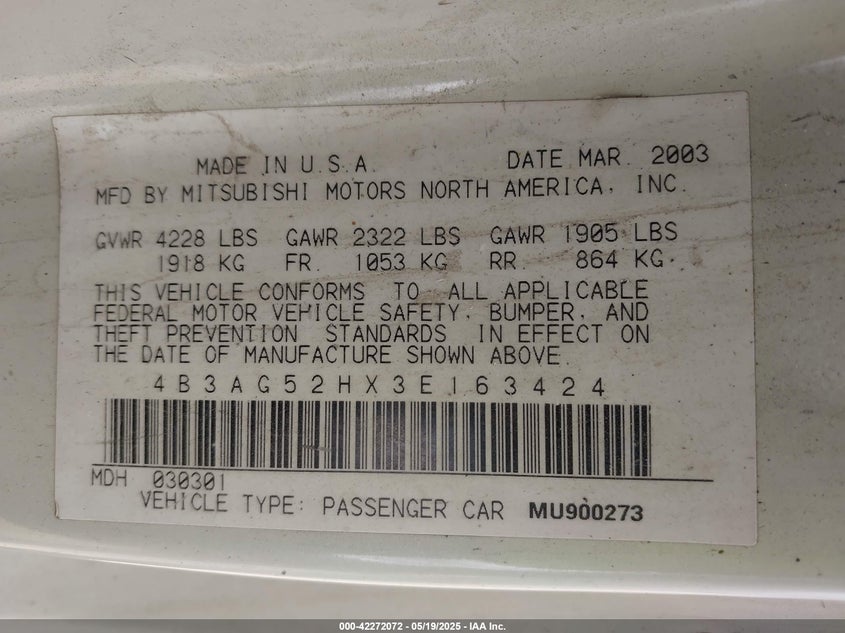 MADE IN U.S.A. DATE MAR. 2003
MFD BY MITSUBISHI MOTORS NORTH AMERICA, INC.
GVWR 4228 LBS GAWR 2322 LBS GAWR 1905 LBS
1918 KG FR. 1053 KG RR. 864 KG.
THIS VEHICLE CONFORMS TO ALL APPLICABLE
FEDERAL MOTOR VEHICLE SAFETY, BUMPER, AND
THEFT PREVENTION STANDARDS IN EFFECT ON
THE DATE OF MANUFACTURE SHOWN ABOVE.
4B3AG52HX3E163424
MDH 030301
VEHICLE TYPE: PASSENGER CAR MU900273
000-42272072 - 05/19/2025 - IAA Inc.